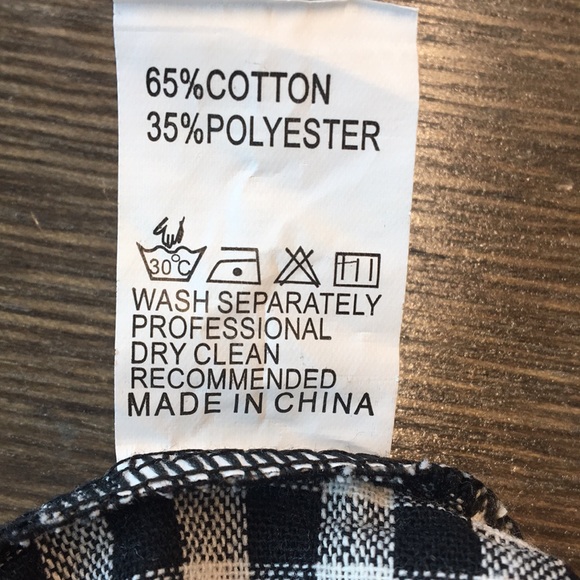 65%COTTON
35%POLYESTER
30°C
WASH SEPARATELY
PROFESSIONAL
DRY CLEAN
RECOMMENDED
MADE IN CHINA